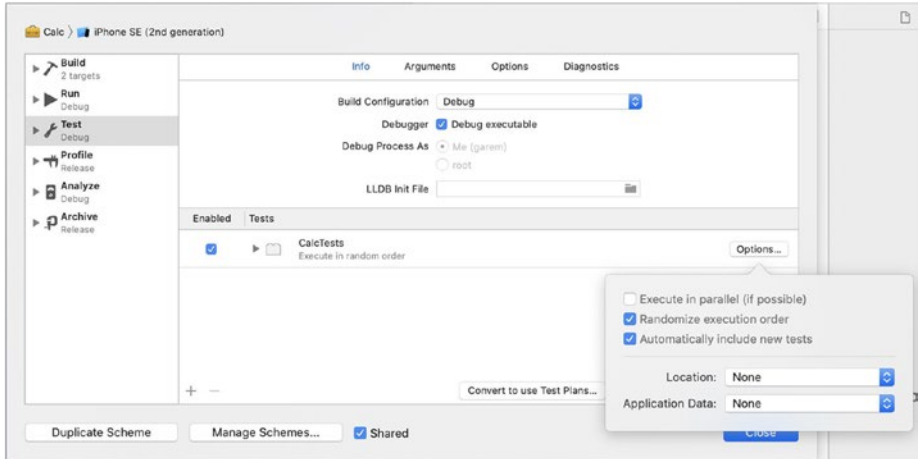 Calc 〉 iPhone SE (2nd generation)
Build
2 targets
Run
Debug
Test
Debug
Profile
Release
Analyze
Debug
Archive
Release
Info Arguments Options Diagnostics
Build Configuration Debug
Debugger Debug executable
Debug Process As Me (garem)
root
LLDB Init File
Enabled Tests
CalcTests
Execute in random order
Options...
Execute in parallel (if possible)
Randomize execution order
Automatically include new tests
Location: None
Application Data: None
+ −
Convert to use Test Plans...
Duplicate Scheme Manage Schemes... Shared Close